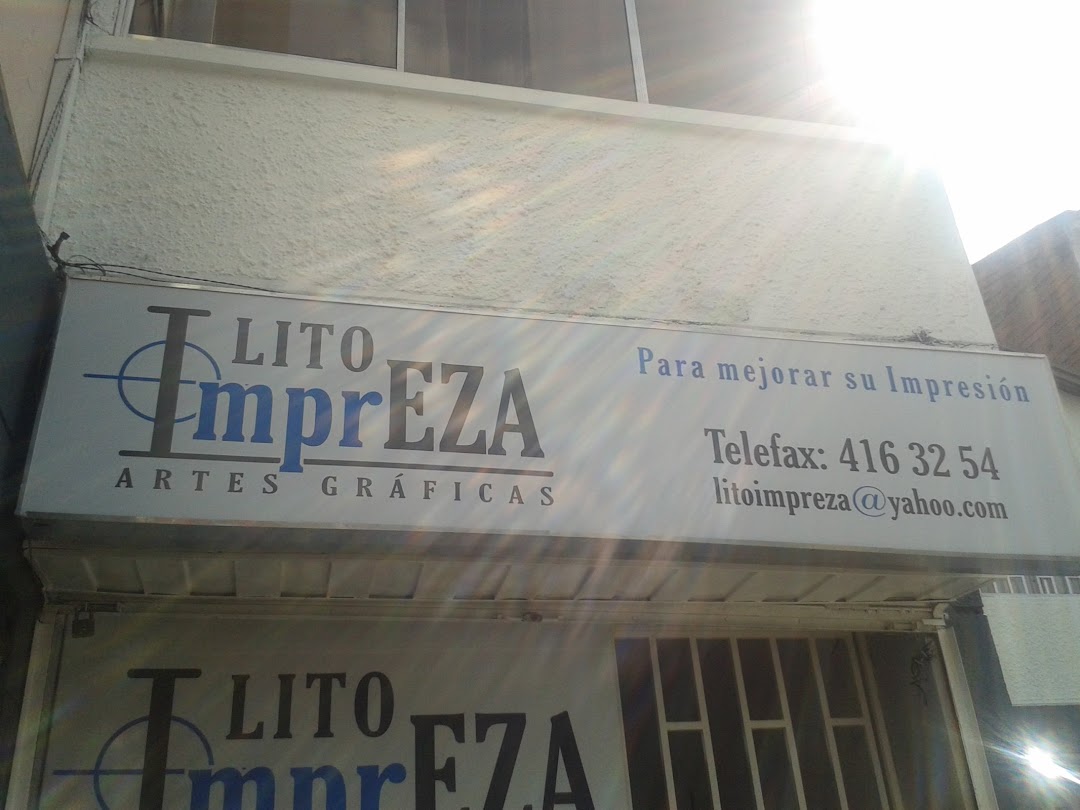 LITO
ImprEZA
ARTES GRÁFICAS
Para mejorar su Impresión
Telefax: 416 32 54
litoimpreza@yahoo.com
LITO
ImprEZA